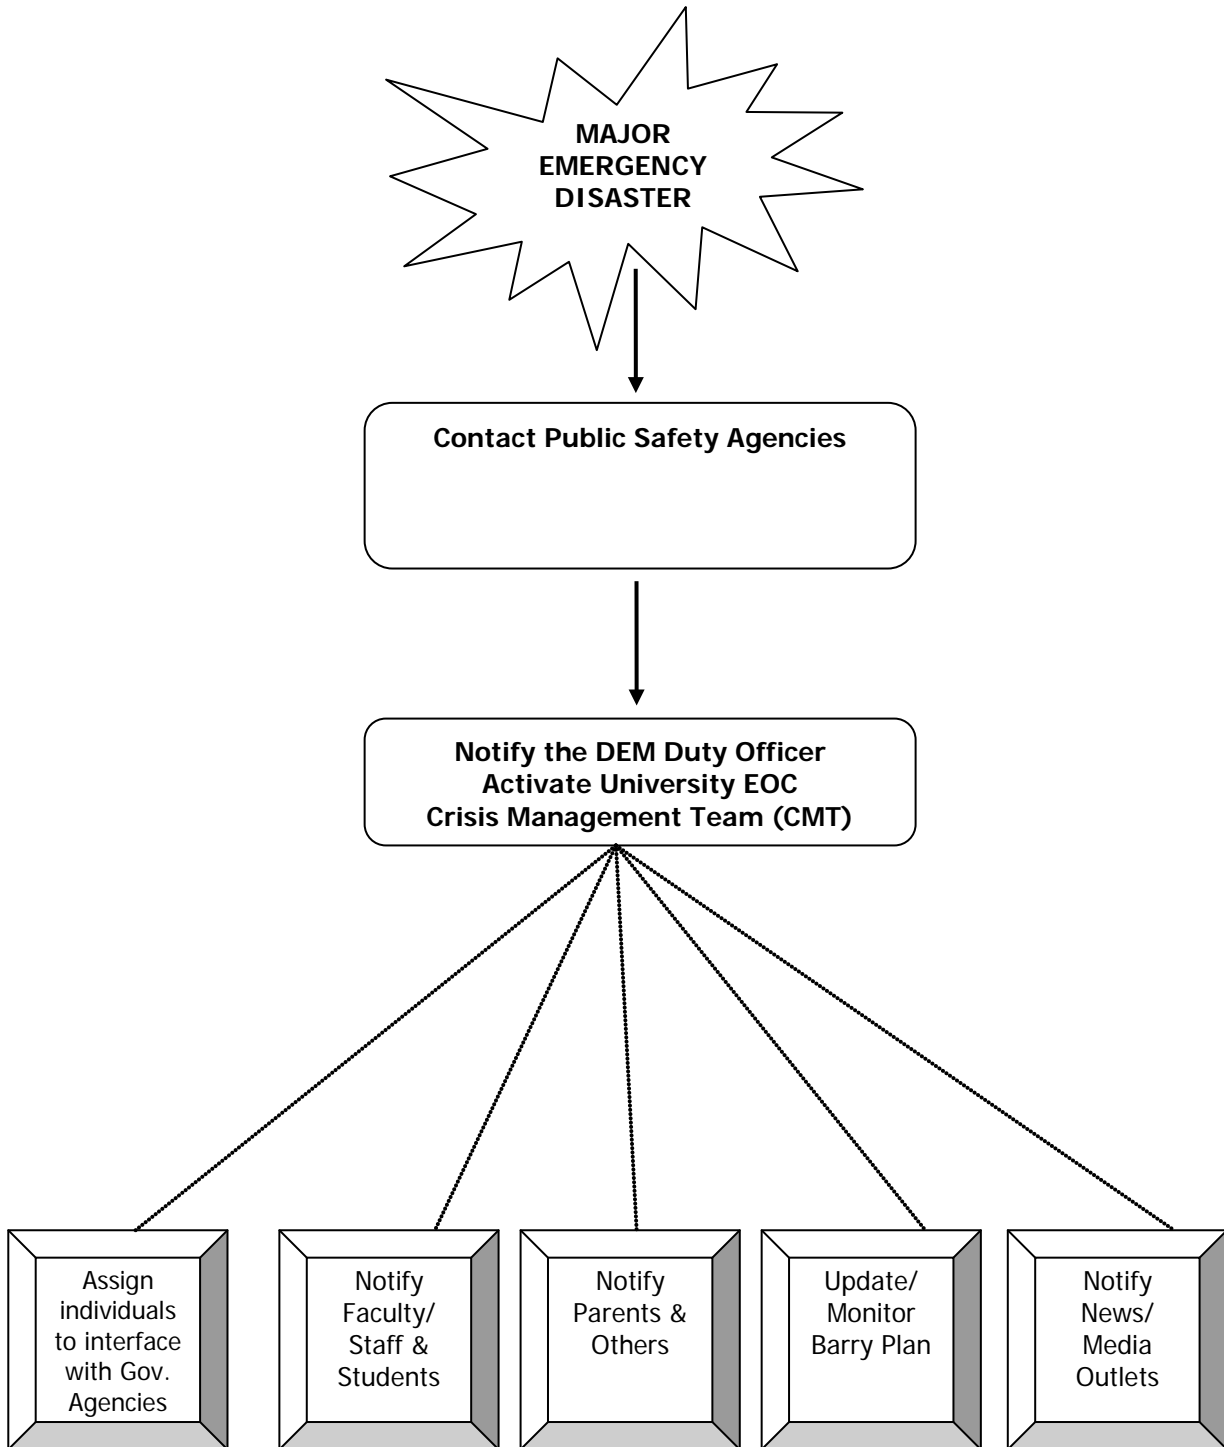 MAJOR
EMERGENCY
DISASTER
Contact Public Safety Agencies
Notify the DEM Duty Officer
Activate University EOC
Crisis Management Team (CMT)
Assign
individuals
to interface
with Gov.
Agencies
Notify
Faculty/
Staff &
Students
Notify
Parents &
Others
Update/
Monitor
Barry Plan
Notify
News/
Media
Outlets